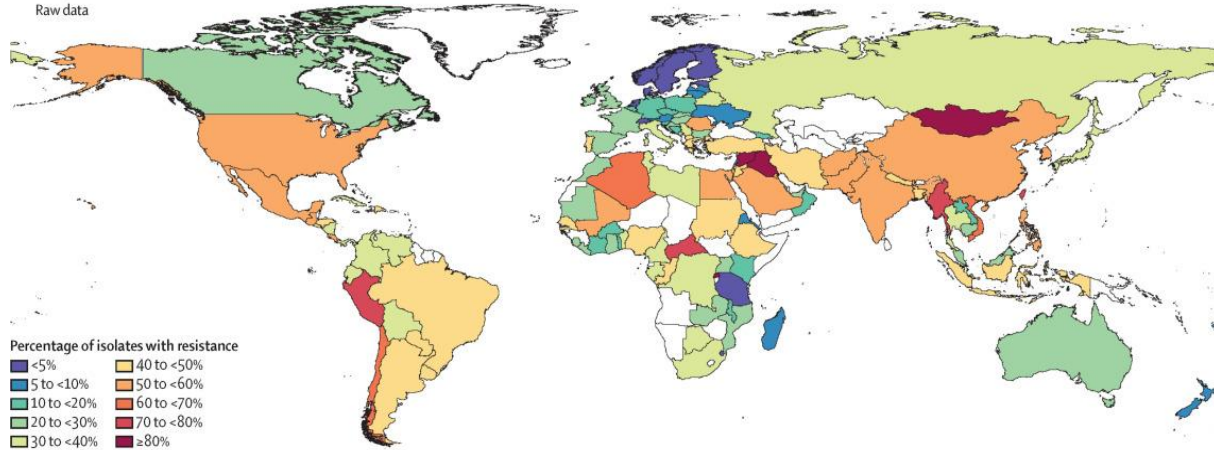 Raw data
Percentage of isolates with resistance
<5%
5 to <10%
10 to <20%
20 to <30%
30 to <40%
40 to <50%
50 to <60%
60 to <70%
70 to <80%
≥80%